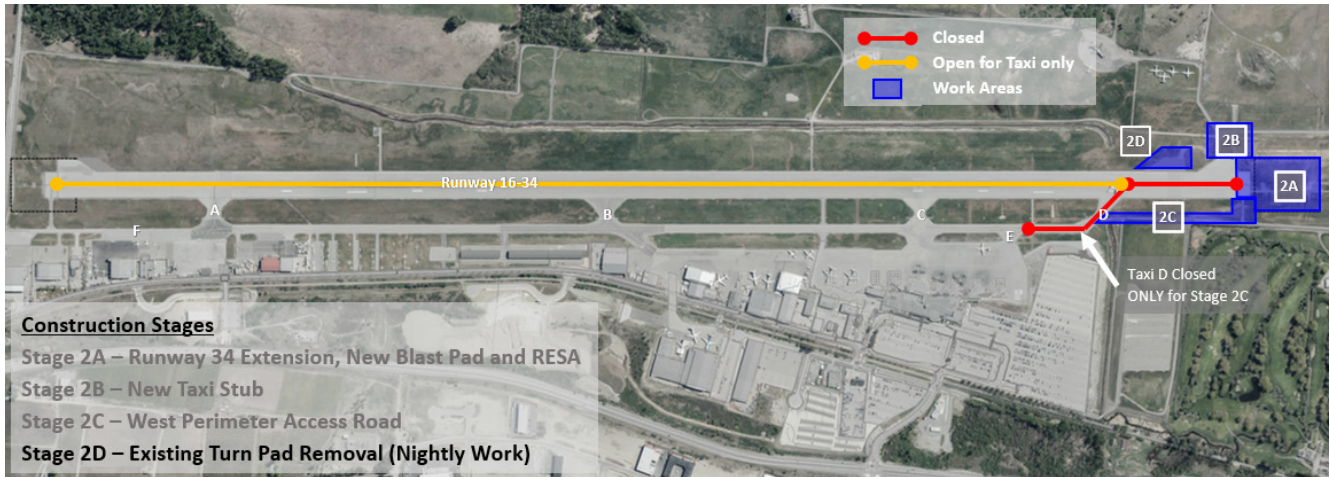 Closed
Open for Taxi only
Work Areas
2D
2B
Runway 16-34
2A
A
B
C
D
2C
F
E
Taxi D Closed
ONLY for Stage 2C
Construction Stages
Stage 2A – Runway 34 Extension, New Blast Pad and RESA
Stage 2B – New Taxi Stub
Stage 2C – West Perimeter Access Road
Stage 2D – Existing Turn Pad Removal (Nightly Work)